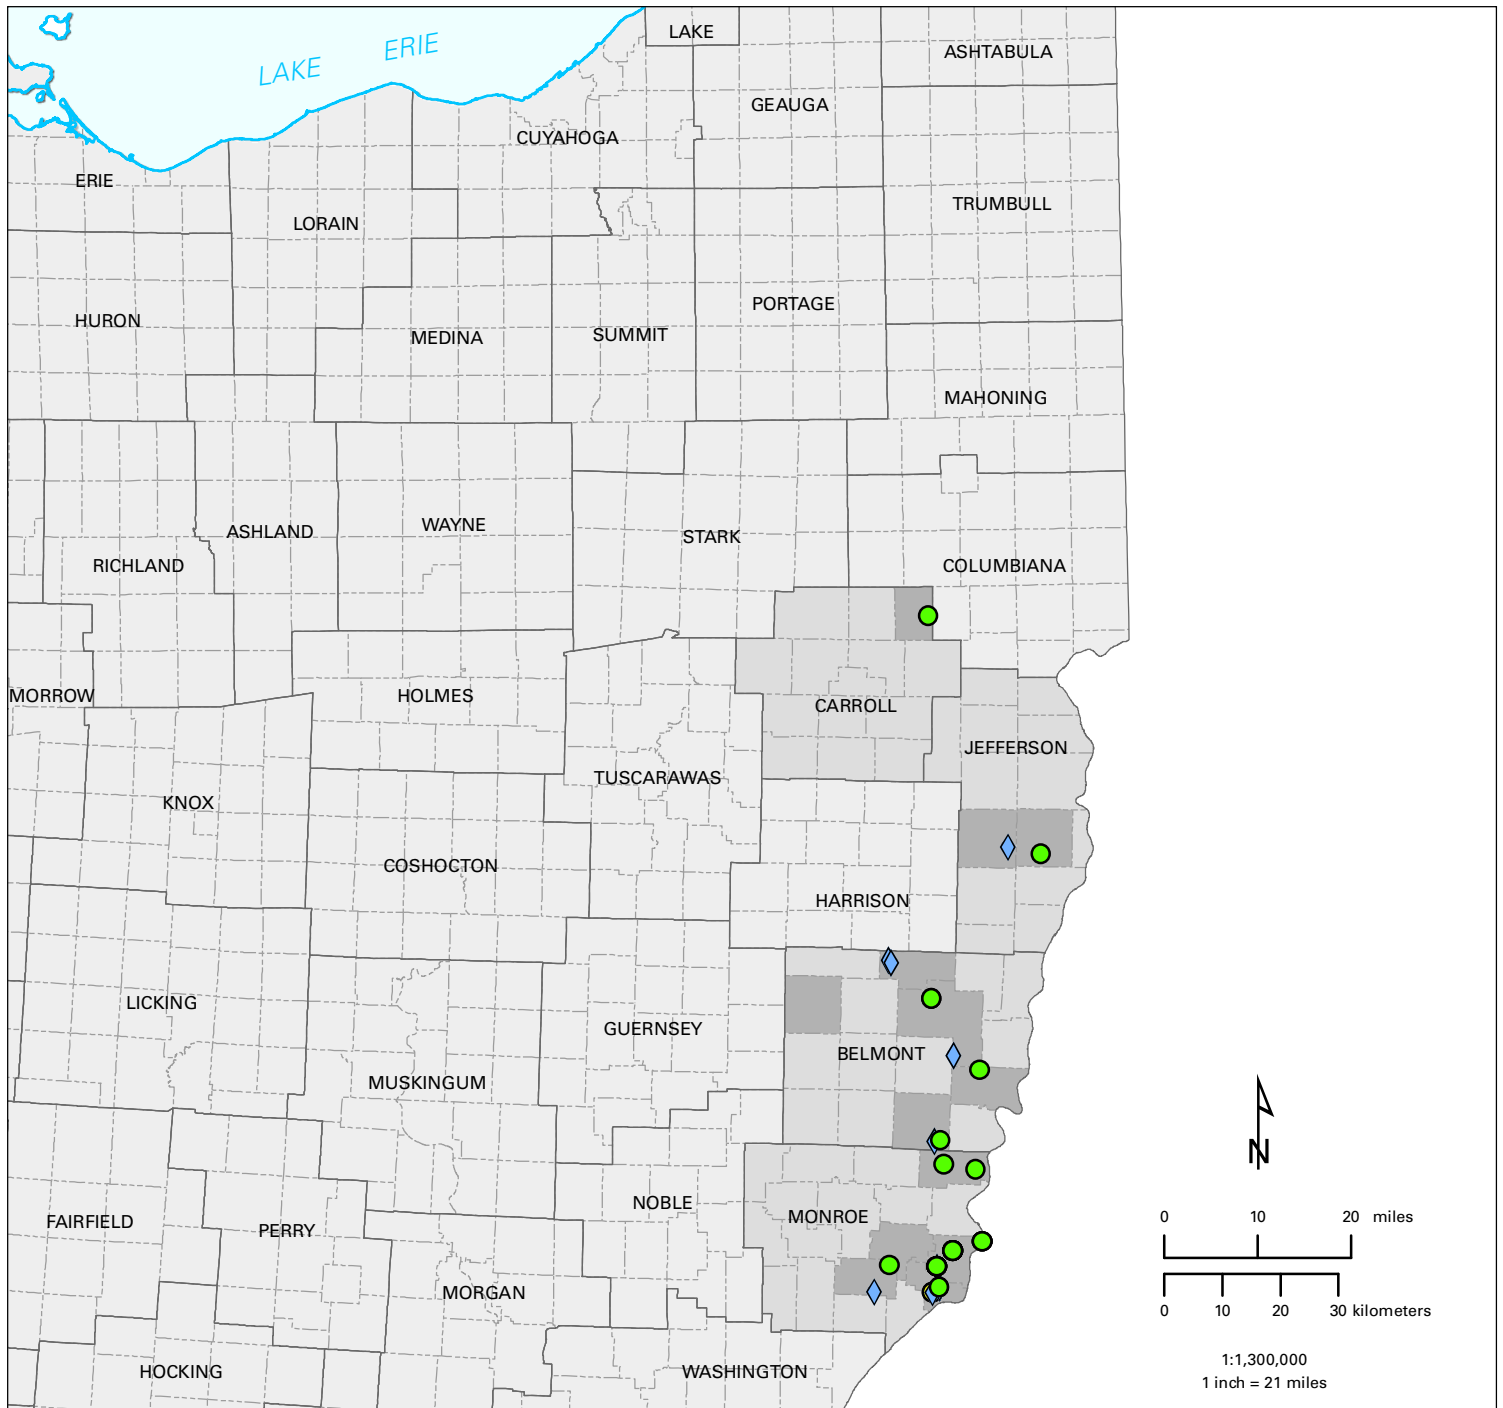 LAKE
ERIE
LAKE
ASHTABULA
GEAUGA
CUYAHOGA
ERIE
TRUMBULL
LORAIN
PORTAGE
HURON
SUMMIT
MEDINA
MAHONING
WAYNE
ASHLAND
STARK
RICHLAND
COLUMBIANA
MORROW
HOLMES
CARROLL
JEFFERSON
TUSCARAWAS
KNOX
COSHOCTON
HARRISON
LICKING
GUERNSEY
BELMONT
MUSKINGUM
N
NOBLE
MONROE
FAIRFIELD
PERRY
0 10 20 miles
MORGAN
0 10 20 30 kilometers
1:1,300,000
HOCKING
WASHINGTON
1 inch = 21 miles